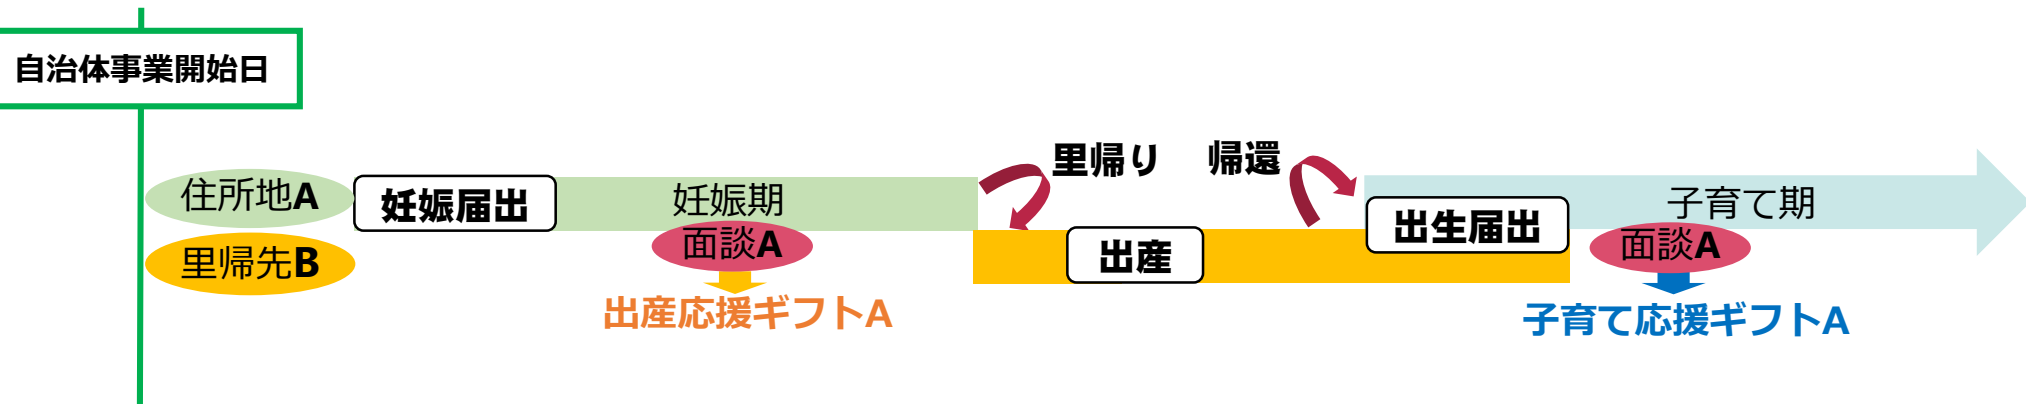 自治体事業開始日
里帰り
帰還
住所地A
妊娠届出
妊娠期
子育て期
出生届出
面談A
面談A
里帰先B
出産
出産応援ギフトA
子育て応援ギフトA